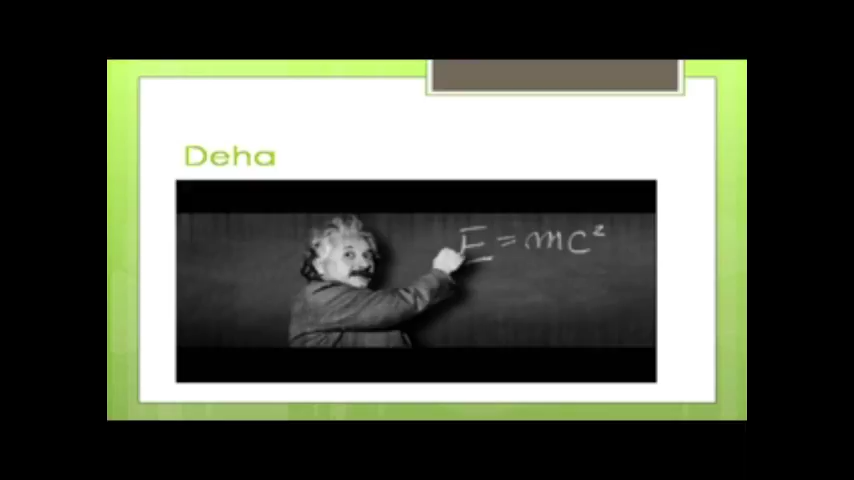 Deha
E = mc²